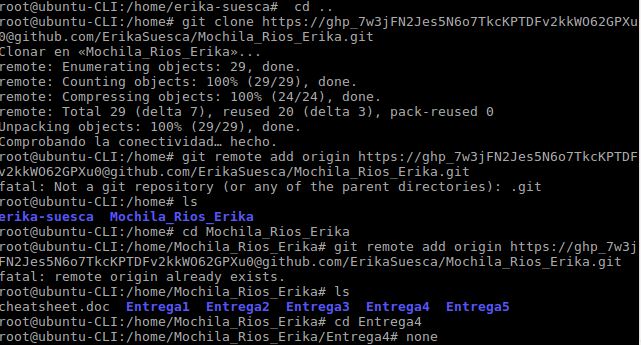 root@ubuntu-CLI:/home/erika-suesca#  cd ..
root@ubuntu-CLI:/home# git clone https://ghp_7w3jFN2Jes5N6o7TkcKPTDFv2kkWO62GPXu
0@github.com/ErikaSuesca/Mochila_Rios_Erika.git
Clonar en «Mochila_Rios_Erika»...
remote: Enumerating objects: 29, done.
remote: Counting objects: 100% (29/29), done.
remote: Compressing objects: 100% (24/24), done.
remote: Total 29 (delta 7), reused 20 (delta 3), pack-reused 0
Unpacking objects: 100% (29/29), done.
Comprobando la conectividad… hecho.
root@ubuntu-CLI:/home# git remote add origin https://ghp_7w3jFN2Jes5N6o7TkcKPTDF
v2kkWO62GPXu0@github.com/ErikaSuesca/Mochila_Rios_Erika.git
fatal: Not a git repository (or any of the parent directories): .git
root@ubuntu-CLI:/home# ls
erika-suesca  Mochila_Rios_Erika
root@ubuntu-CLI:/home# cd Mochila_Rios_Erika
root@ubuntu-CLI:/home/Mochila_Rios_Erika# git remote add origin https://ghp_7w3j
FN2Jes5N6o7TkcKPTDFv2kkWO62GPXu0@github.com/ErikaSuesca/Mochila_Rios_Erika.git
fatal: remote origin already exists.
root@ubuntu-CLI:/home/Mochila_Rios_Erika# ls
cheatsheet.doc  Entrega1  Entrega2  Entrega3  Entrega4  Entrega5
root@ubuntu-CLI:/home/Mochila_Rios_Erika# cd Entrega4
root@ubuntu-CLI:/home/Mochila_Rios_Erika/Entrega4# none